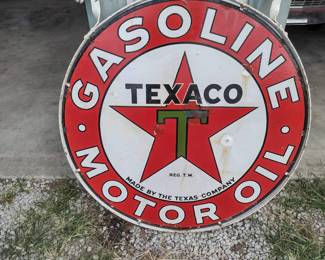 GASOLINE
TEXACO
T
REG. T.M.
MADE BY THE TEXAS COMPANY
• MOTOR OIL •